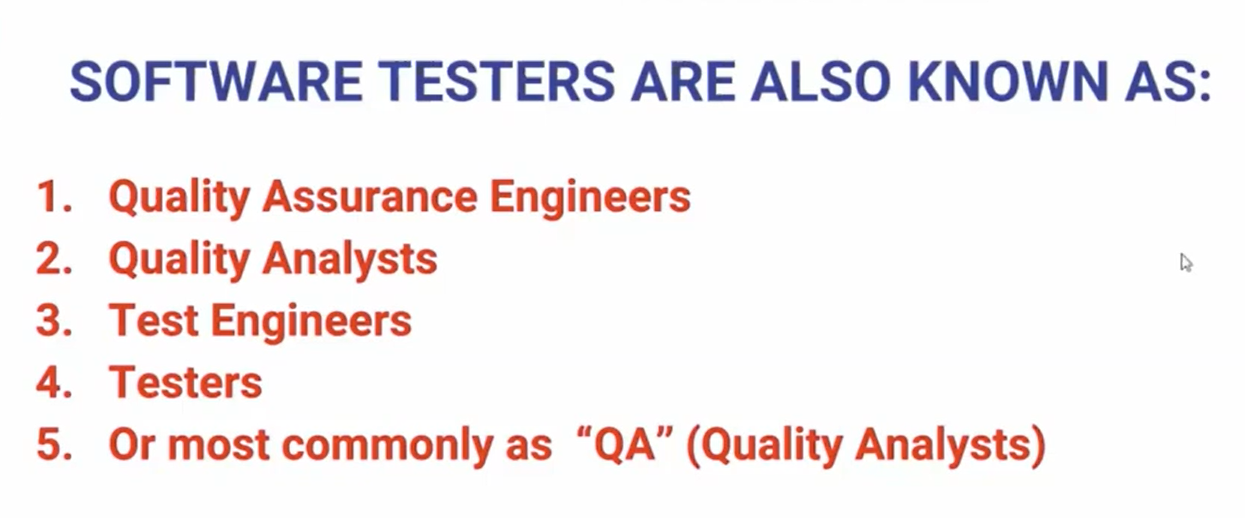 SOFTWARE TESTERS ARE ALSO KNOWN AS:
1. Quality Assurance Engineers
2. Quality Analysts
3. Test Engineers
4. Testers
5. Or most commonly as “QA” (Quality Analysts)